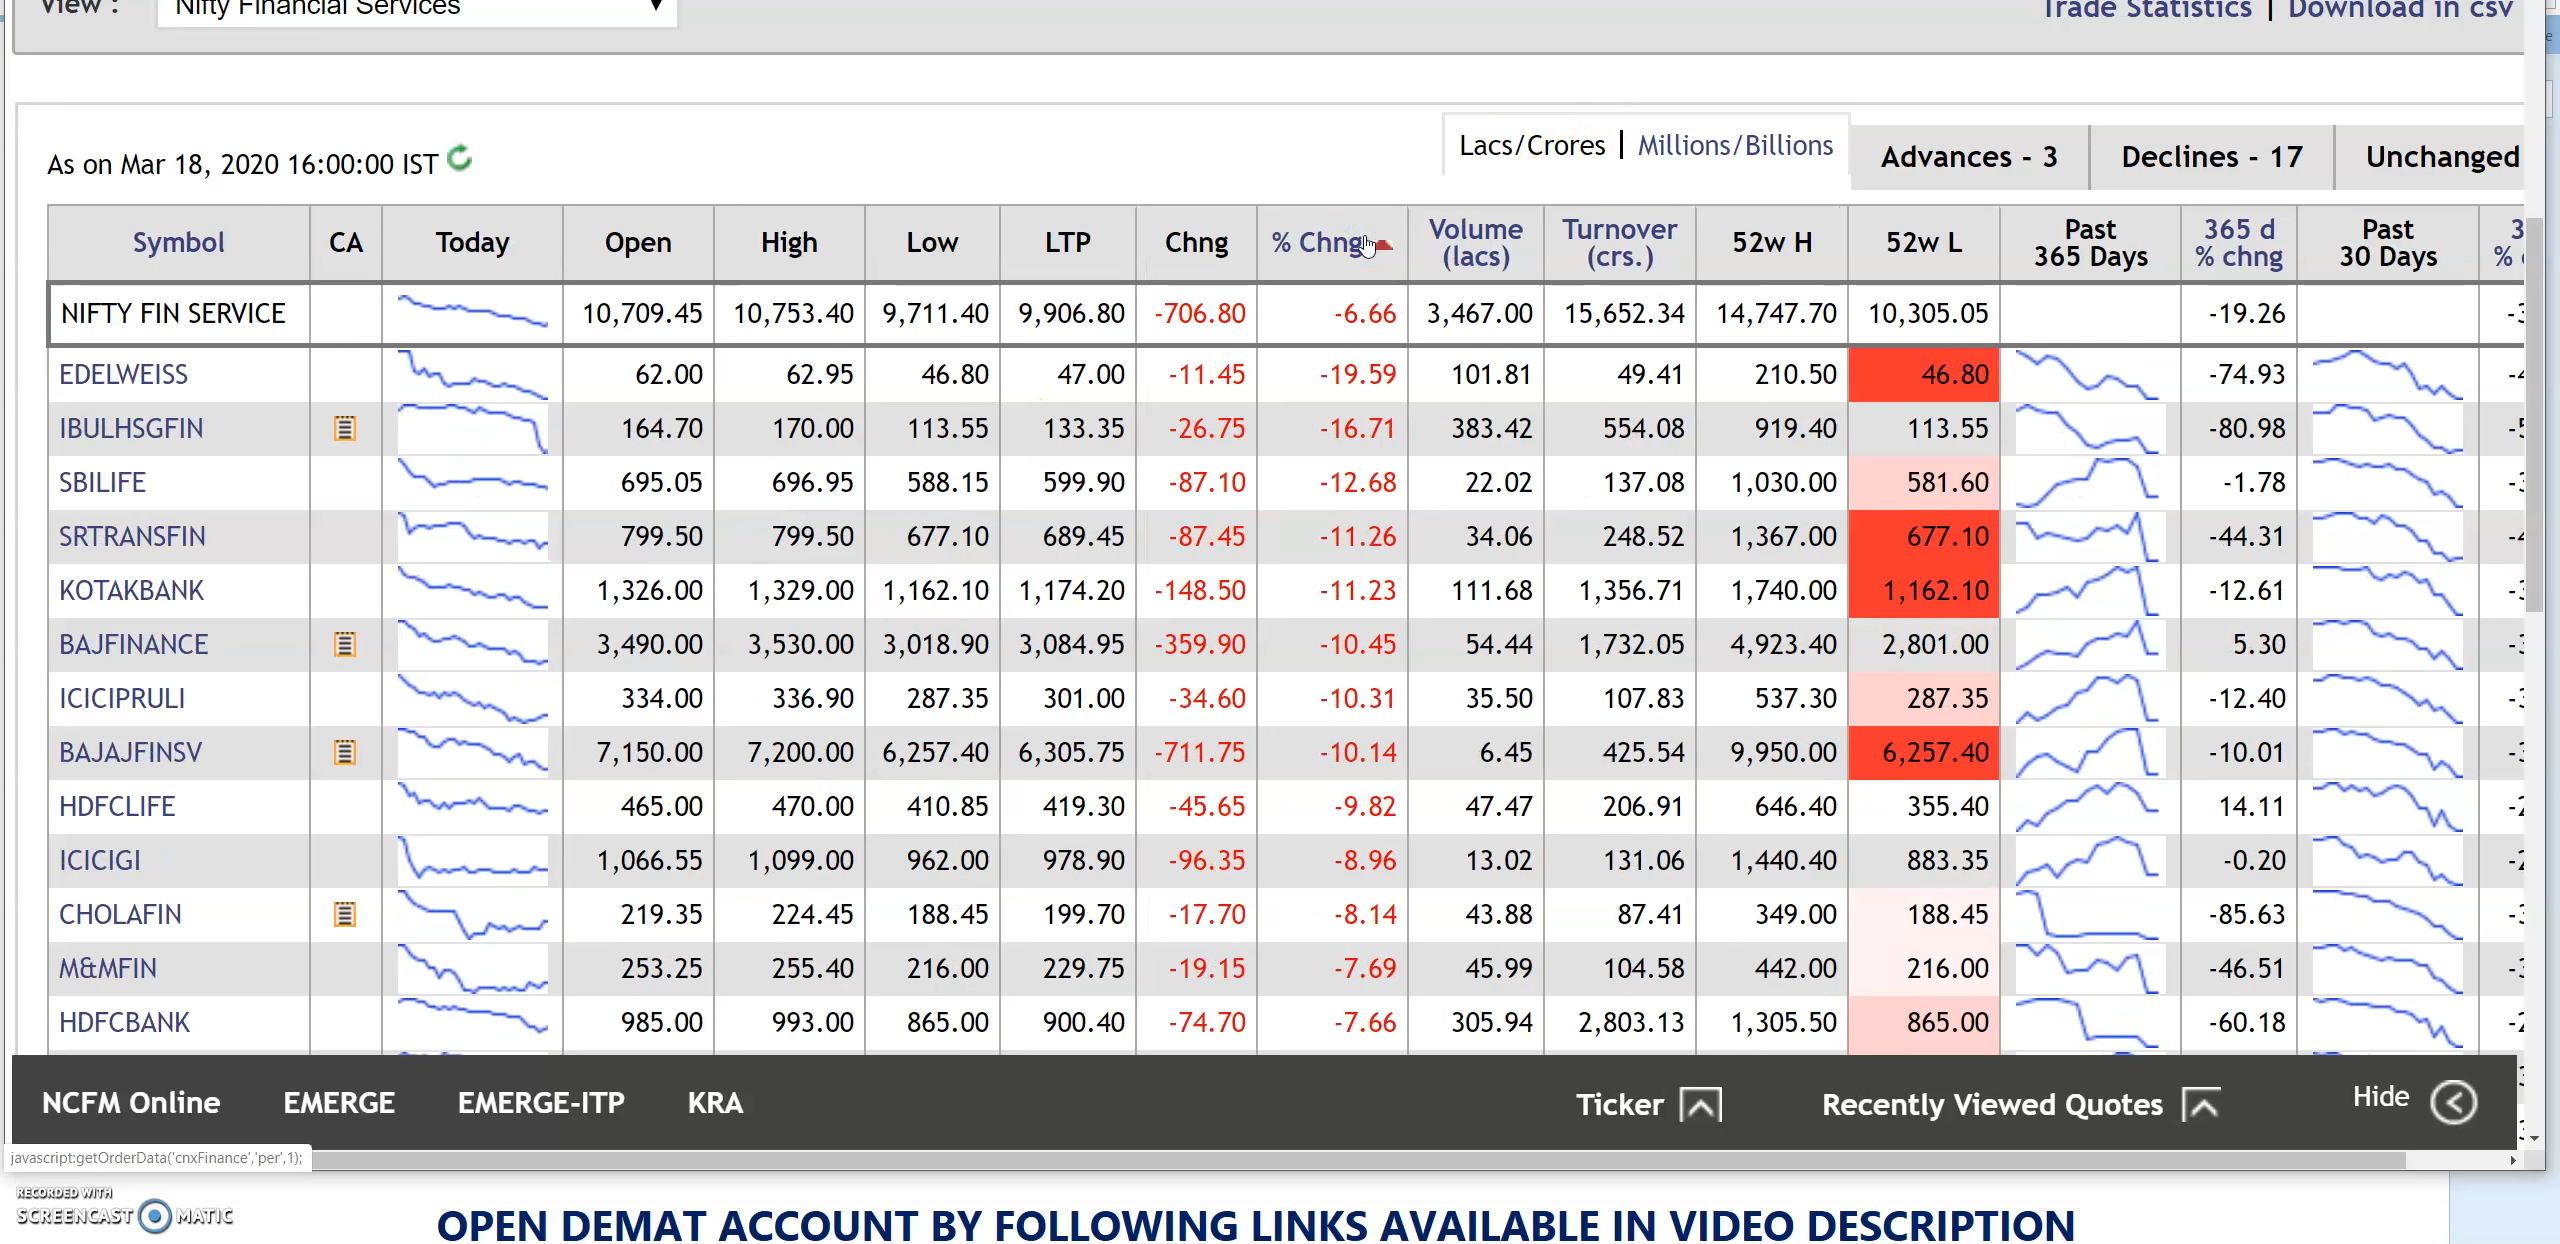 View :
Nifty Financial Services
Trade Statistics | Download in csv
As on Mar 18, 2020 16:00:00 IST
Lacs/Crores | Millions/Billions
Advances - 3
Declines - 17
Unchanged
Symbol CA Today Open High Low LTP Chng % Chng Volume (lacs) Turnover (crs.) 52w H 52w L Past 365 Days 365 d % chng Past 30 Days
NIFTY FIN SERVICE 10,709.45 10,753.40 9,711.40 9,906.80 -706.80 -6.66 3,467.00 15,652.34 14,747.70 10,305.05 -19.26
EDELWEISS 62.00 62.95 46.80 47.00 -11.45 -19.59 101.81 49.41 210.50 46.80 -74.93
IBULHSGFIN 164.70 170.00 113.55 133.35 -26.75 -16.71 383.42 554.08 919.40 113.55 -80.98
SBILIFE 695.05 696.95 588.15 599.90 -87.10 -12.68 22.02 137.08 1,030.00 581.60 -1.78
SRTRANSFIN 799.50 799.50 677.10 689.45 -87.45 -11.26 34.06 248.52 1,367.00 677.10 -44.31
KOTAKBANK 1,326.00 1,329.00 1,162.10 1,174.20 -148.50 -11.23 111.68 1,356.71 1,740.00 1,162.10 -12.61
BAJFINANCE 3,490.00 3,530.00 3,018.90 3,084.95 -359.90 -10.45 54.44 1,732.05 4,923.40 2,801.00 5.30
ICICIPRULI 334.00 336.90 287.35 301.00 -34.60 -10.31 35.50 107.83 537.30 287.35 -12.40
BAJAJFINSV 7,150.00 7,200.00 6,257.40 6,305.75 -711.75 -10.14 6.45 425.54 9,950.00 6,257.40 -10.01
HDFCLIFE 465.00 470.00 410.85 419.30 -45.65 -9.82 47.47 206.91 646.40 355.40 14.11
ICICIGI 1,066.55 1,099.00 962.00 978.90 -96.35 -8.96 13.02 131.06 1,440.40 883.35 -0.20
CHOLAFIN 219.35 224.45 188.45 199.70 -17.70 -8.14 43.88 87.41 349.00 188.45 -85.63
M&MFIN 253.25 255.40 216.00 229.75 -19.15 -7.69 45.99 104.58 442.00 216.00 -46.51
HDFCBANK 985.00 993.00 865.00 900.40 -74.70 -7.66 305.94 2,803.13 1,305.50 865.00 -60.18
NCFM Online EMERGE EMERGE-ITP KRA Ticker Recently Viewed Quotes Hide
javascript:getOrderData('cnxFinance','per',1);
RECORDED WITH
SCREENCAST MATIC
OPEN DEMAT ACCOUNT BY FOLLOWING LINKS AVAILABLE IN VIDEO DESCRIPTION